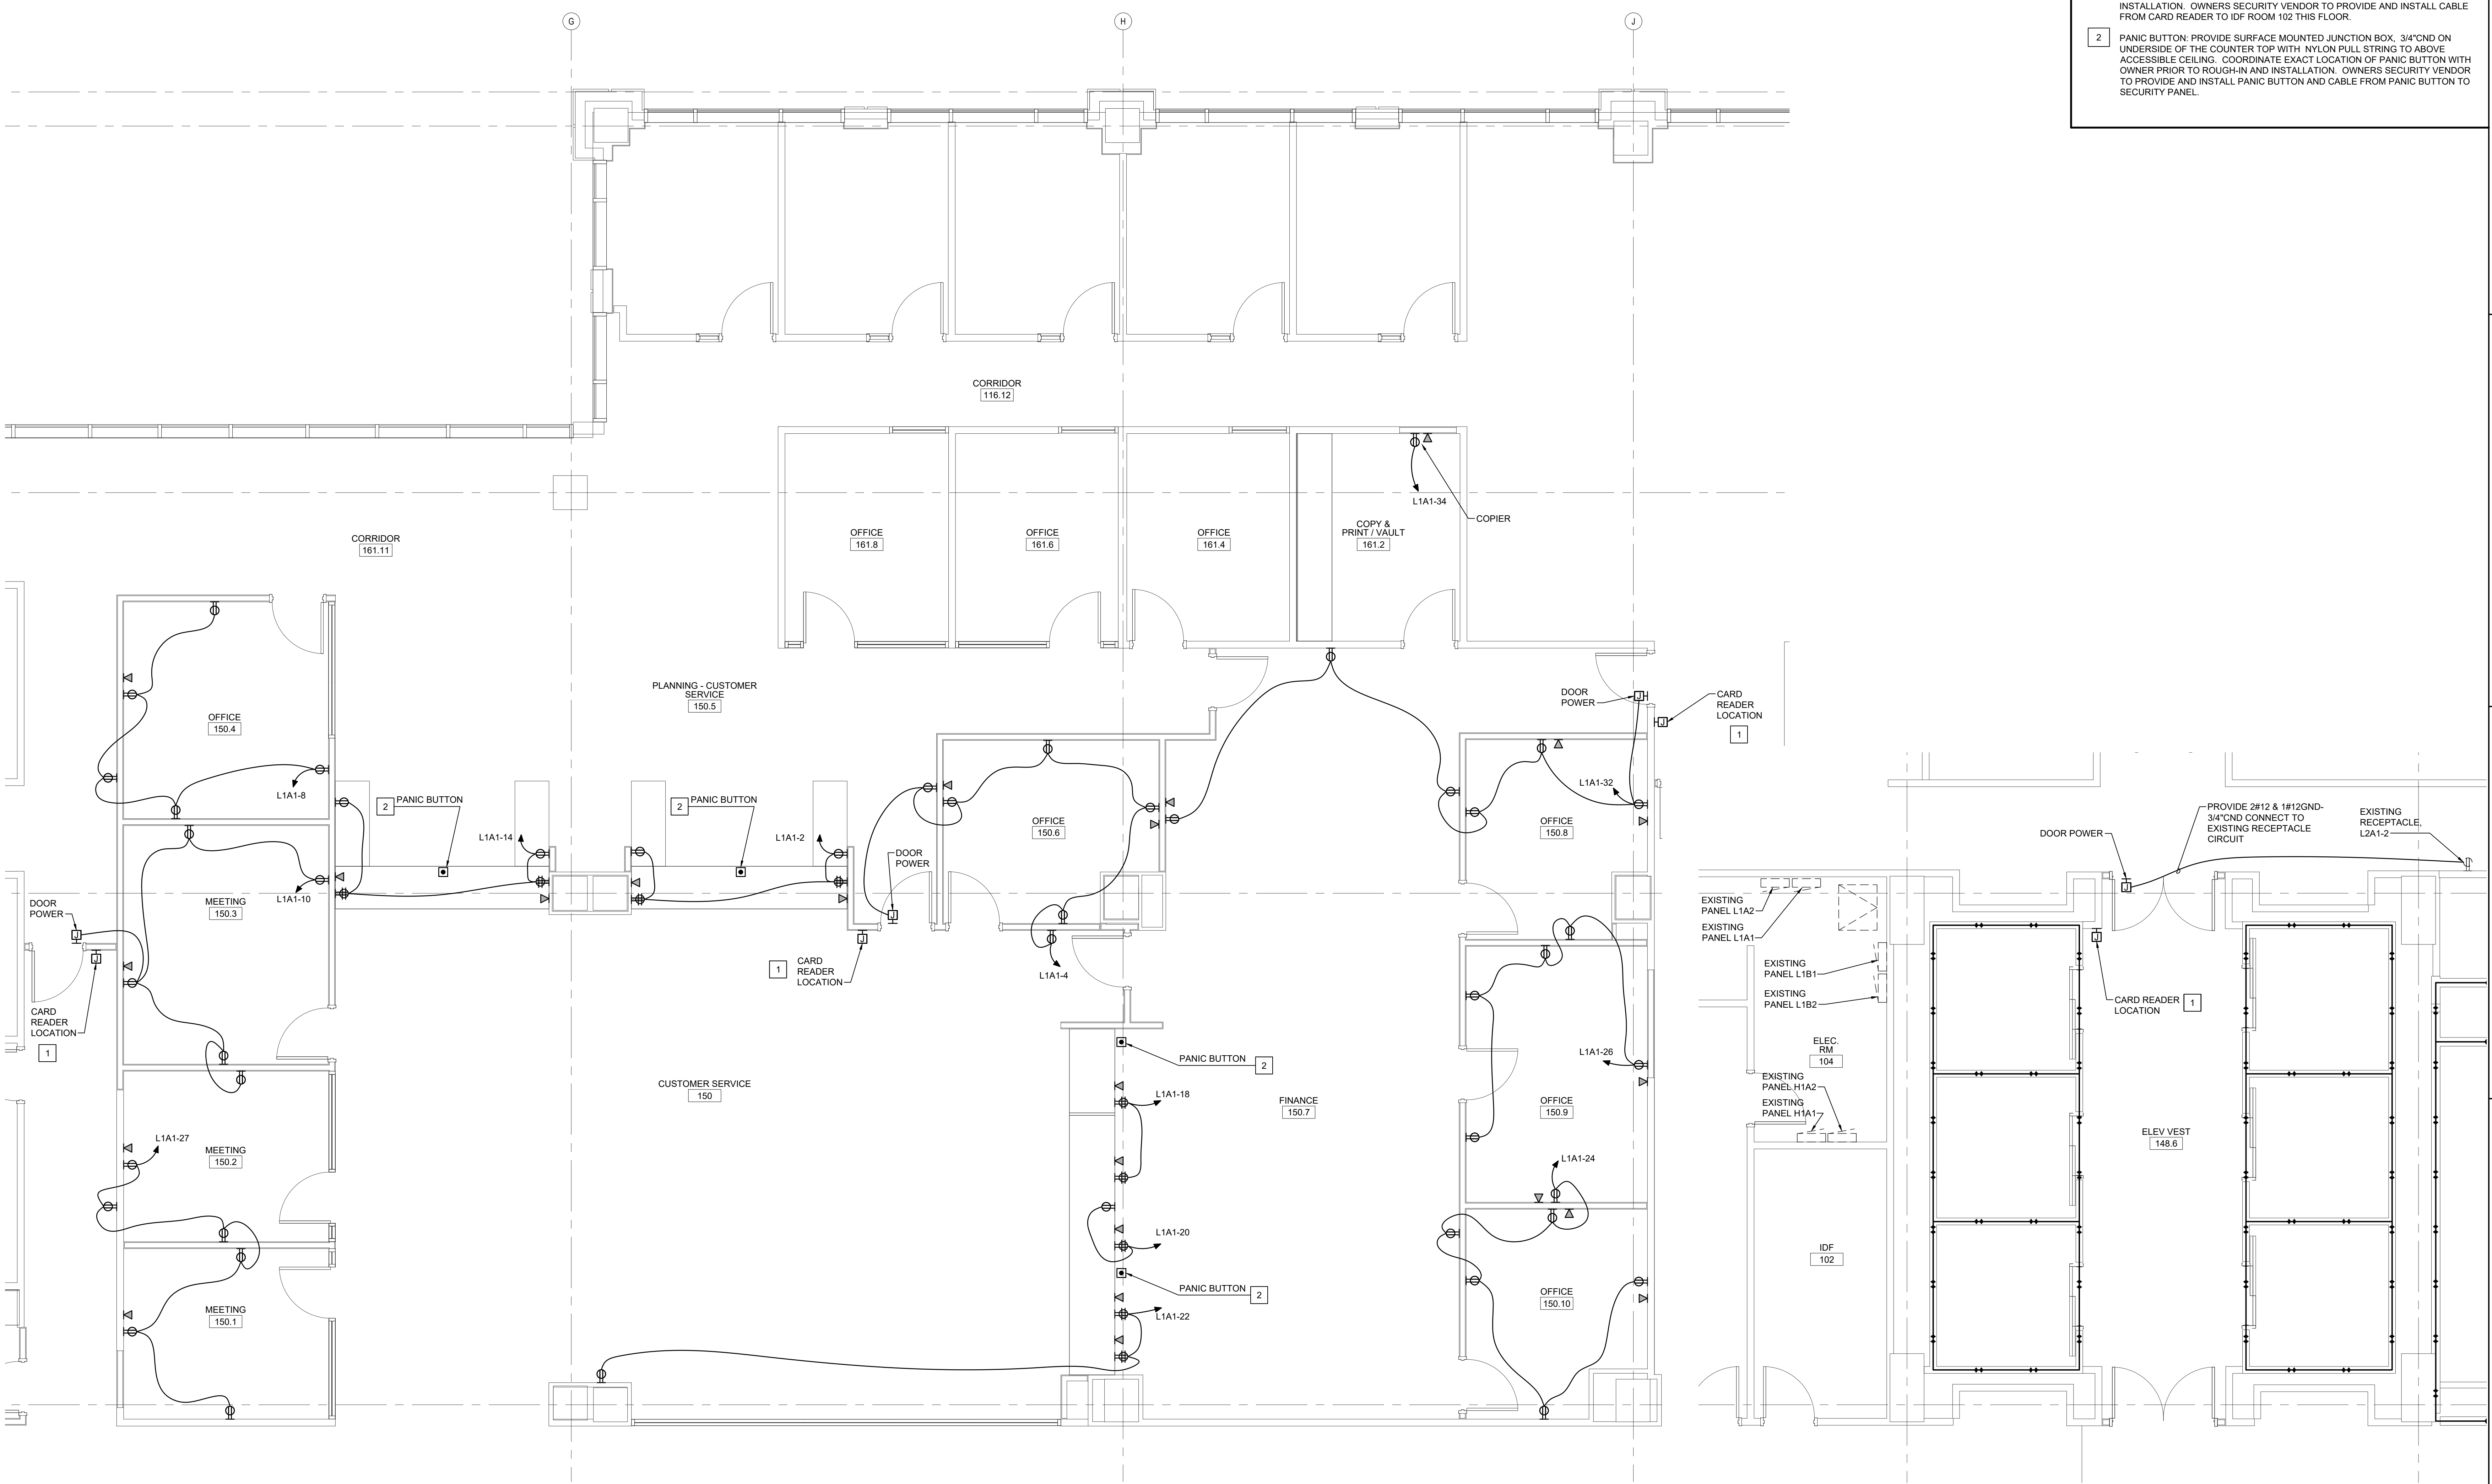 INSTALLATION. OWNERS SECURITY VENDOR TO PROVIDE AND INSTALL CABLE
FROM CARD READER TO IDF ROOM 102 THIS FLOOR.
2
PANIC BUTTON: PROVIDE SURFACE MOUNTED JUNCTION BOX, 3/4"CND ON
UNDERSIDE OF THE COUNTER TOP WITH NYLON PULL STRING TO ABOVE
ACCESSIBLE CEILING. COORDINATE EXACT LOCATION OF PANIC BUTTON WITH
OWNER PRIOR TO ROUGH-IN AND INSTALLATION. OWNERS SECURITY VENDOR
TO PROVIDE AND INSTALL PANIC BUTTON AND CABLE FROM PANIC BUTTON TO
SECURITY PANEL.
G
H
J
CORRIDOR
116.12
L1A1-34
COPIER
CORRIDOR
161.11
OFFICE
161.8
OFFICE
161.6
OFFICE
161.4
COPY &
PRINT / VAULT
161.2
PLANNING - CUSTOMER
SERVICE
150.5
OFFICE
150.4
L1A1-8
2
PANIC BUTTON
2
PANIC BUTTON
L1A1-14
L1A1-2
DOOR
POWER
J
OFFICE
150.6
DOOR
POWER
J
CARD
READER
LOCATION
J
1
L1A1-32
OFFICE
150.8
L1A1-10
MEETING
150.3
DOOR
POWER
J
J
CARD
READER
LOCATION
1
1
CARD
READER
LOCATION
J
L1A1-4
PANIC BUTTON
2
CUSTOMER SERVICE
150
L1A1-18
FINANCE
150.7
L1A1-26
OFFICE
150.9
L1A1-27
MEETING
150.2
L1A1-24
L1A1-20
PANIC BUTTON
2
L1A1-22
MEETING
150.1
OFFICE
150.10
PROVIDE 2#12 & 1#12GND-
3/4"CND CONNECT TO
EXISTING RECEPTACLE
CIRCUIT
EXISTING
RECEPTACLE,
L2A1-2
DOOR POWER
J
EXISTING
PANEL L1A2
EXISTING
PANEL L1A1
EXISTING
PANEL L1B1
EXISTING
PANEL L1B2
J
CARD READER
LOCATION
1
ELEC.
RM
104
EXISTING
PANEL H1A2
EXISTING
PANEL H1A1
ELEV VEST
148.6
IDF
102